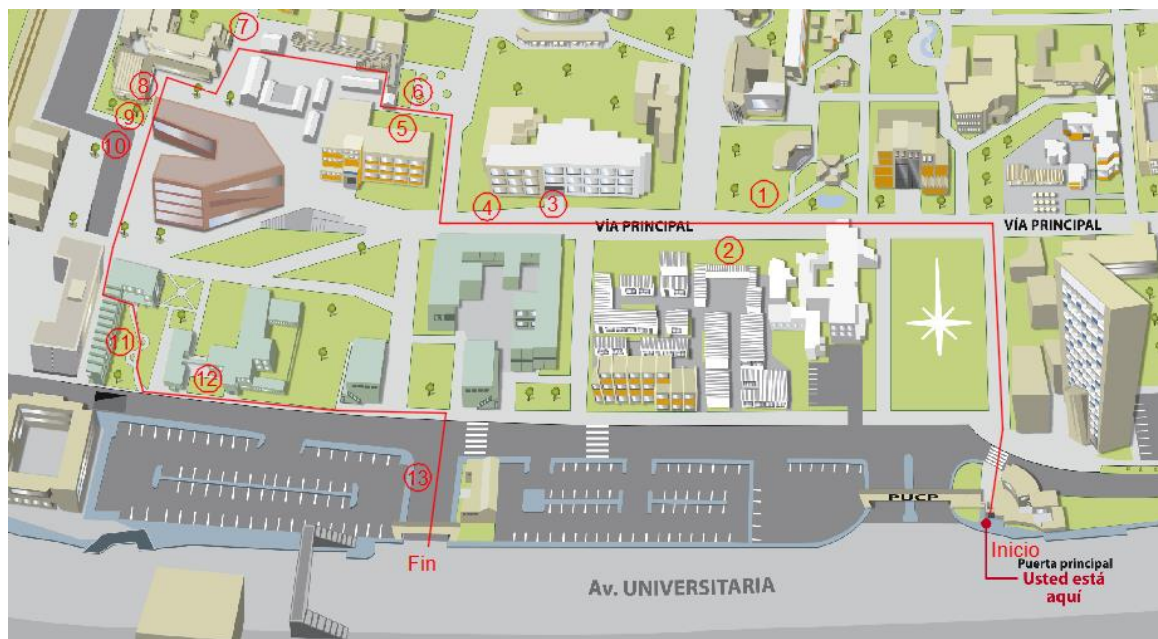 7
8
9
10
6
5
4
3
1
VÍA PRINCIPAL
VÍA PRINCIPAL
2
11
12
13
PUCP
Fin
Inicio
Puerta principal
Usted está
aquí
Av. UNIVERSITARIA